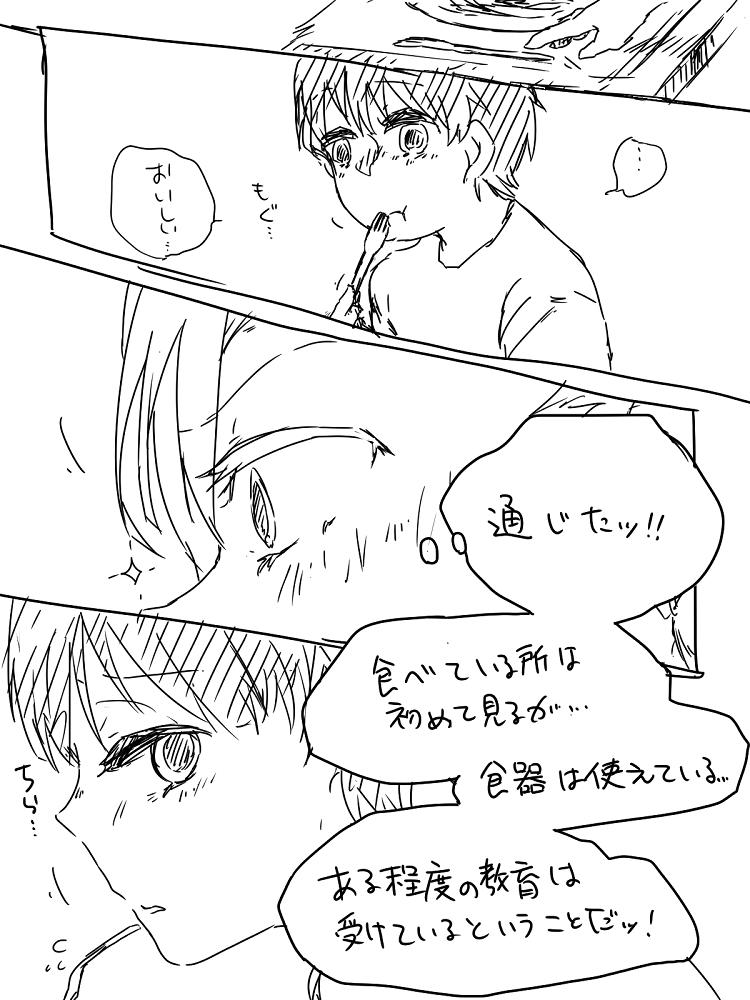 …
もぐ…
おいしい…
通じたッ!!
食べている所は
初めて見るが…
食器は使えている…
ちら…
ある程度の教育は
受けているということだッ!